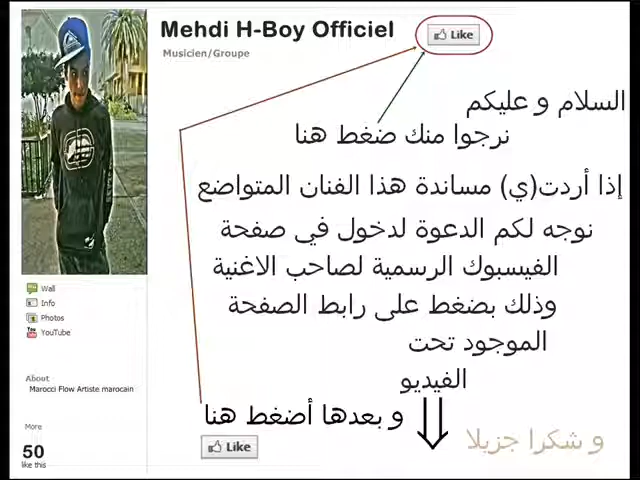 Mehdi H-Boy Officiel
Like
Musicien/Groupe
السلام و عليكم
نرجوا منك ضغط هنا
إذا أردت(ي) مساندة هذا الفنان المتواضع
نوجه لكم الدعوة لدخول في صفحة
الفيسبوك الرسمية لصاحب الاغنية
وذلك بضغط على رابط الصفحة
الموجود تحت
الفيديو
و بعدها أضغط هنا
Like
و شكرا جزيلا
Wall
Info
Photos
YouTube
About
Marocci Flow Artiste marocain
More
50
like this